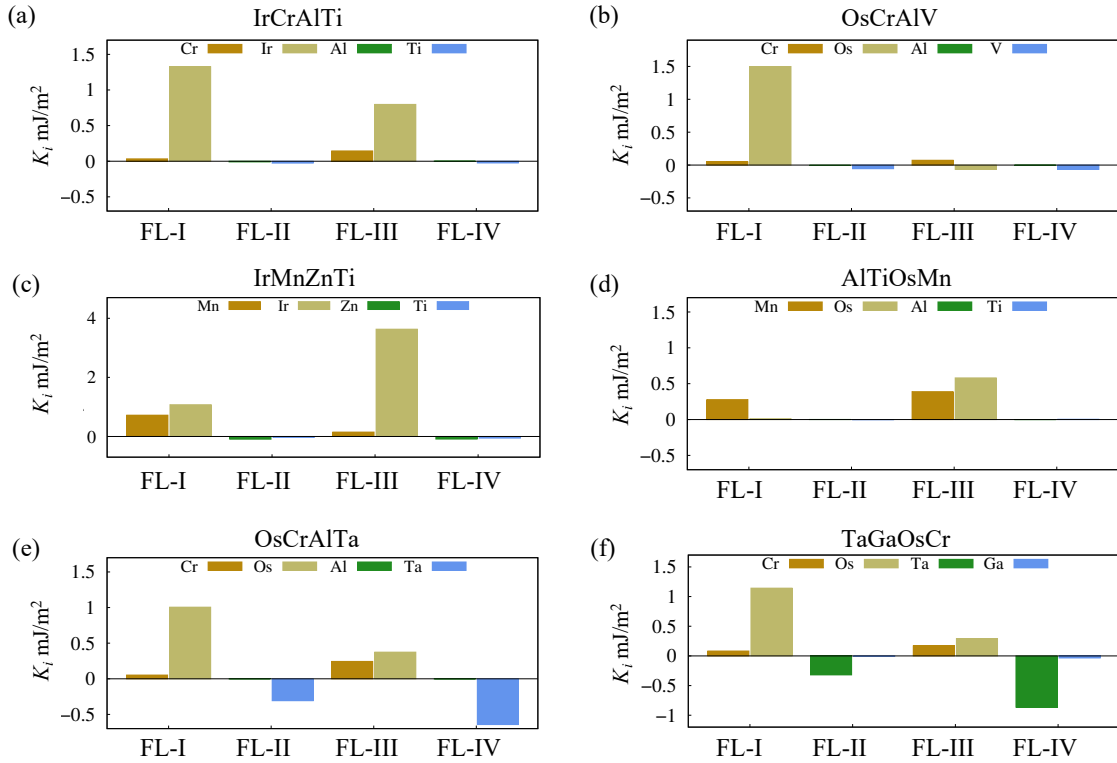 (a) IrCrAlTi
Cr Ir Al Ti
1.5
1
0.5
0
−0.5
K_i mJ/m²
FL-I FL-II FL-III FL-IV
(b) OsCrAlV
Cr Os Al V
1.5
1
0.5
0
−0.5
K_i mJ/m²
FL-I FL-II FL-III FL-IV
(c) IrMnZnTi
Mn Ir Zn Ti
4
2
0
K_i mJ/m²
FL-I FL-II FL-III FL-IV
(d) AlTiOsMn
Mn Os Al Ti
1.5
1
0.5
0
−0.5
K_i mJ/m²
FL-I FL-II FL-III FL-IV
(e) OsCrAlTa
Cr Os Al Ta
1.5
1
0.5
0
−0.5
K_i mJ/m²
FL-I FL-II FL-III FL-IV
(f) TaGaOsCr
Cr Os Ta Ga
1.5
1
0.5
0
−0.5
−1
K_i mJ/m²
FL-I FL-II FL-III FL-IV